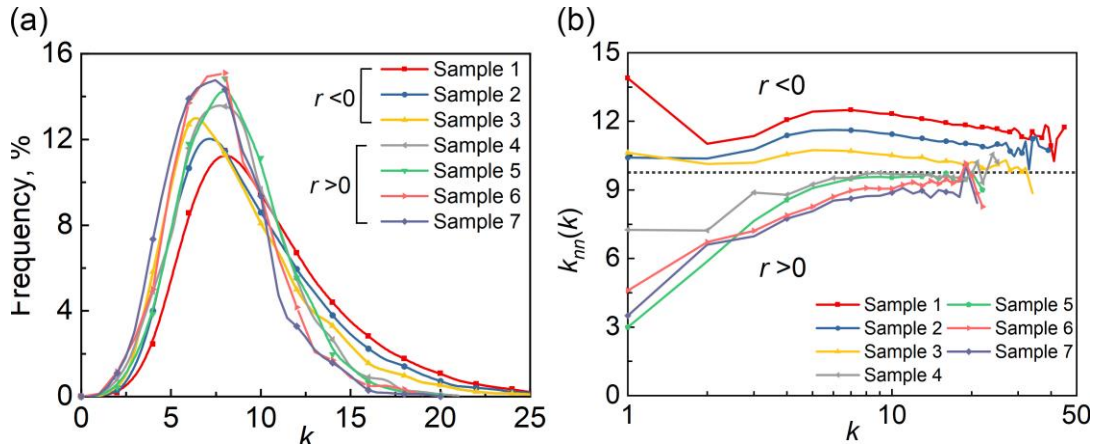 (a)
Frequency, %
16
12
8
4
0
0 5 10 15 20 25
k
r <0
r >0
Sample 1
Sample 2
Sample 3
Sample 4
Sample 5
Sample 6
Sample 7
(b)
knn(k)
15
12
9
6
3
0
1 10 50
k
r <0
r >0
Sample 1 Sample 5
Sample 2 Sample 6
Sample 3 Sample 7
Sample 4